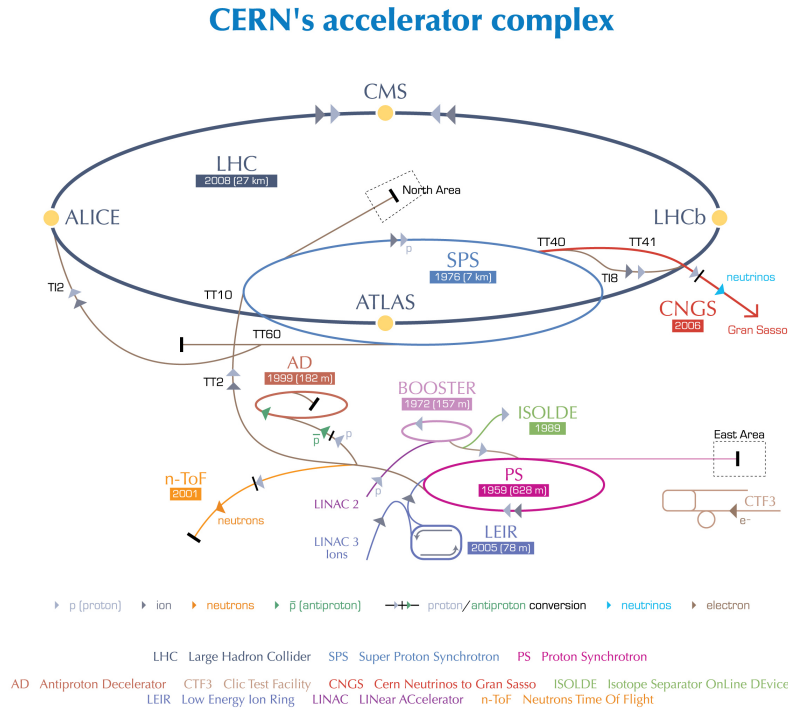 CERN's accelerator complex
CMS
LHC
2008 (27 km)
North Area
ALICE
LHCb
p
TT40
TT41
SPS
1976 (7 km)
TI8
neutrinos
TI2
TT10
ATLAS
CNGS
2006
Gran Sasso
TT60
AD
1999 (182 m)
TT2
BOOSTER
1972 (157 m)
ISOLDE
1989
p̅
p
East Area
n-ToF
2001
PS
1959 (628 m)
p
LINAC 2
neutrons
CTF3
e-
LEIR
2005 (78 m)
LINAC 3
Ions
p (proton)
ion
neutrons
p̅ (antiproton)
proton/antiproton conversion
neutrinos
electron
LHC Large Hadron Collider SPS Super Proton Synchrotron PS Proton Synchrotron
AD Antiproton Decelerator CTF3 Clic Test Facility CNGS Cern Neutrinos to Gran Sasso ISOLDE Isotope Separator OnLine DEvice
LEIR Low Energy Ion Ring LINAC LINear ACcelerator n-ToF Neutrons Time Of Flight